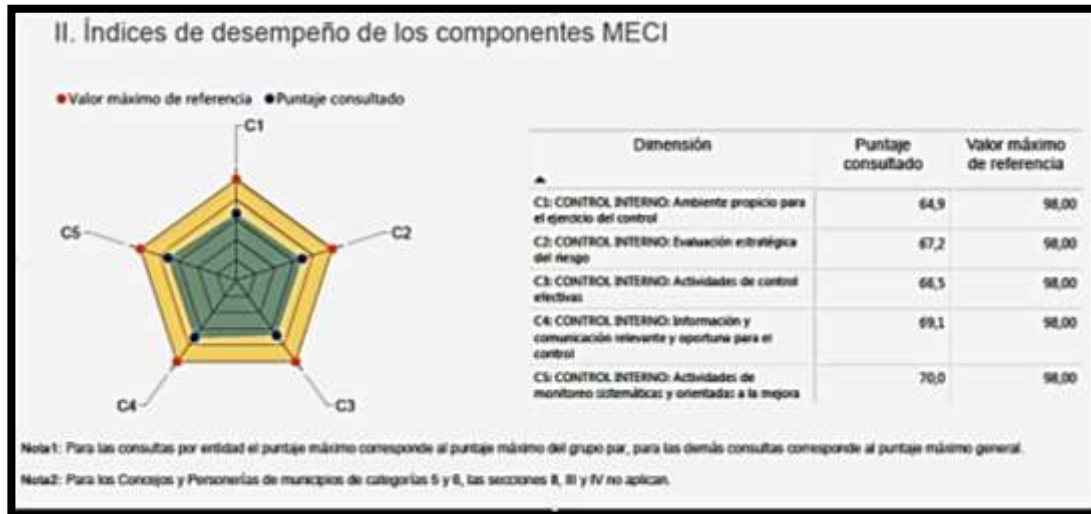 II. Índices de desempeño de los componentes MECI
●Valor máximo de referencia ●Puntaje consultado
C1
C2
C3
C4
C5
Dimensión Puntaje consultado Valor máximo de referencia
C1: CONTROL INTERNO: Ambiente propicio para
el ejercicio del control 64,9 98,00
C2: CONTROL INTERNO: Evaluación estratégica
del riesgo 67,2 98,00
C3: CONTROL INTERNO: Actividades de control
efectivas 66,5 98,00
C4: CONTROL INTERNO: Información y
comunicación relevante y oportuna para el
control 69,1 98,00
C5: CONTROL INTERNO: Actividades de
monitoreo sistemáticas y orientadas a la mejora 70,0 98,00
Nota1: Para las consultas por entidad el puntaje máximo corresponde al puntaje máximo del grupo par, para las demás consultas corresponde al puntaje máximo general.
Nota2: Para los Concejos y Personerías de municipios de categorías 5 y 6, las secciones II, III y IV no aplican.